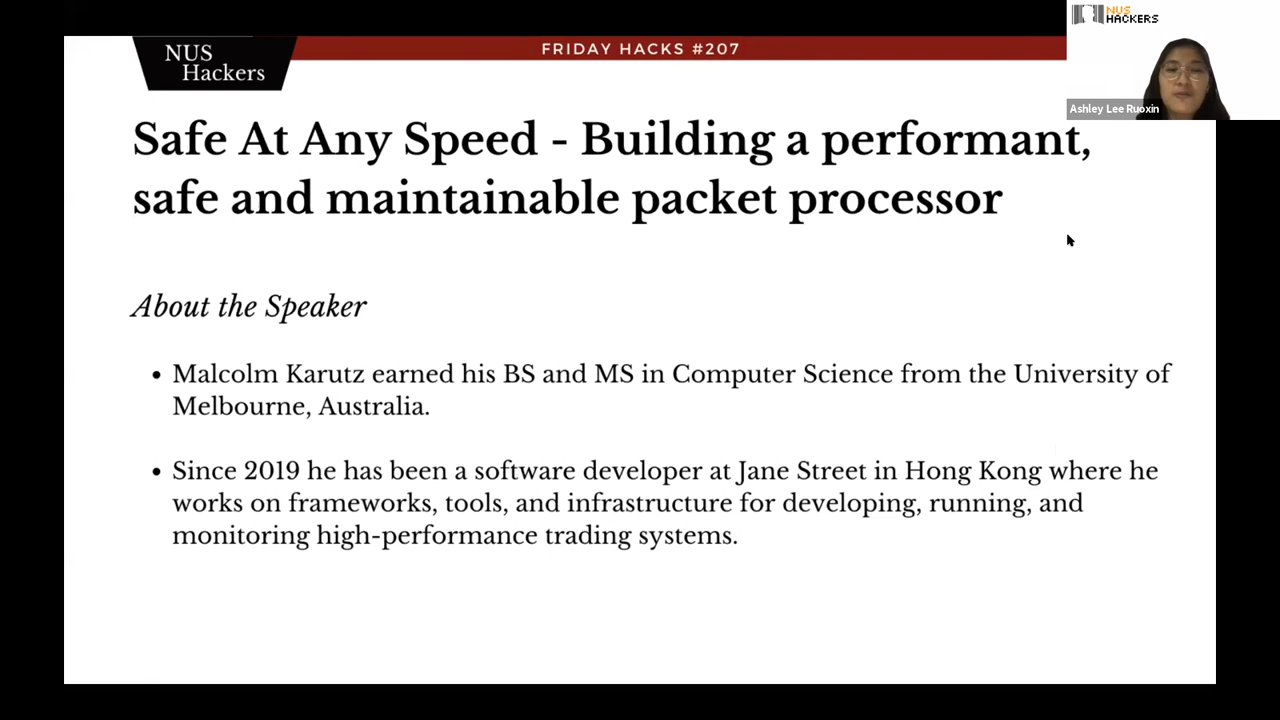 NUS
HACKERS
FRIDAY HACKS #207
NUS
Hackers
Ashley Lee Ruoxin
Safe At Any Speed - Building a performant,
safe and maintainable packet processor
About the Speaker
• Malcolm Karutz earned his BS and MS in Computer Science from the University of
Melbourne, Australia.
• Since 2019 he has been a software developer at Jane Street in Hong Kong where he
works on frameworks, tools, and infrastructure for developing, running, and
monitoring high-performance trading systems.